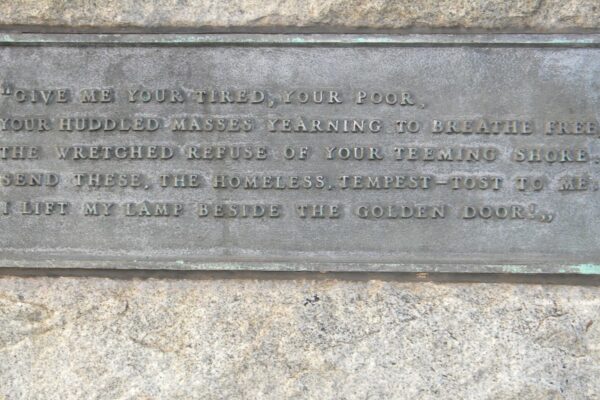 "GIVE ME YOUR TIRED, YOUR POOR,
YOUR HUDDLED MASSES YEARNING TO BREATHE FREE
THE WRETCHED REFUSE OF YOUR TEEMING SHORE,
SEND THESE, THE HOMELESS, TEMPEST-TOST TO ME:
I LIFT MY LAMP BESIDE THE GOLDEN DOOR!„